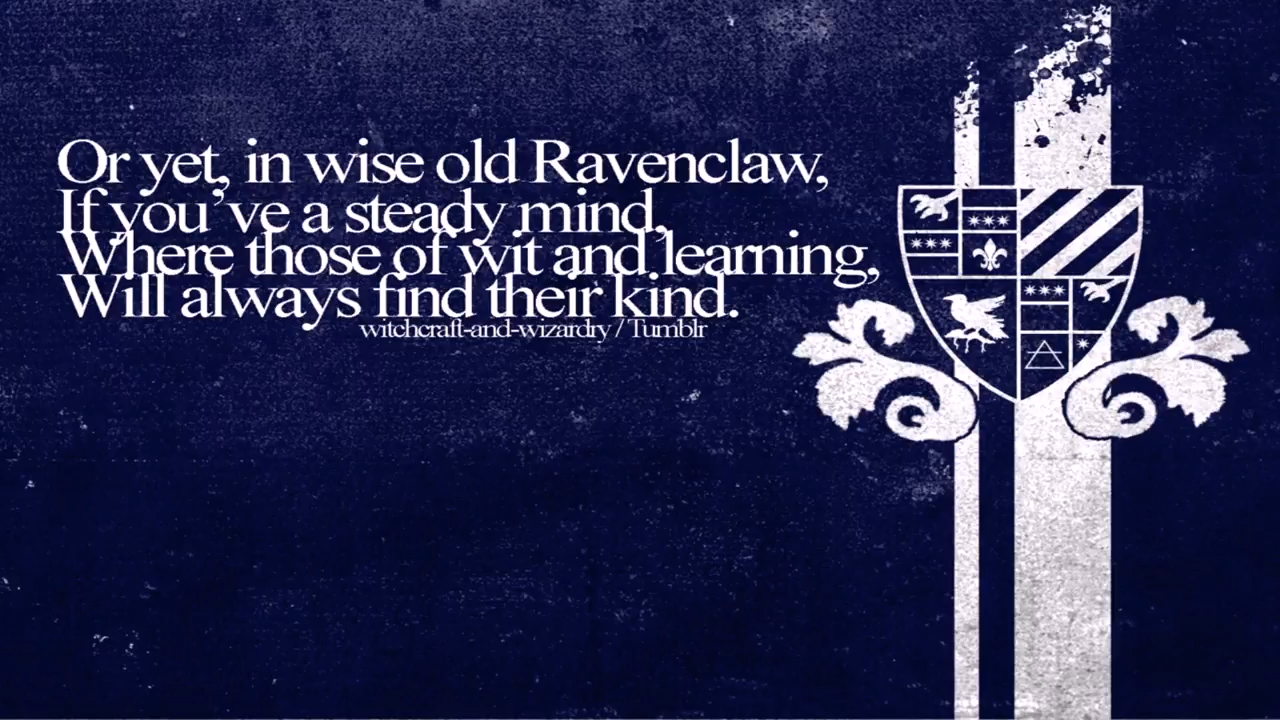 Or yet, in wise old Ravenclaw,
If you've a steady mind,
Where those of wit and learning,
Will always find their kind.
witchcraft-and-wizardry / Tumblr